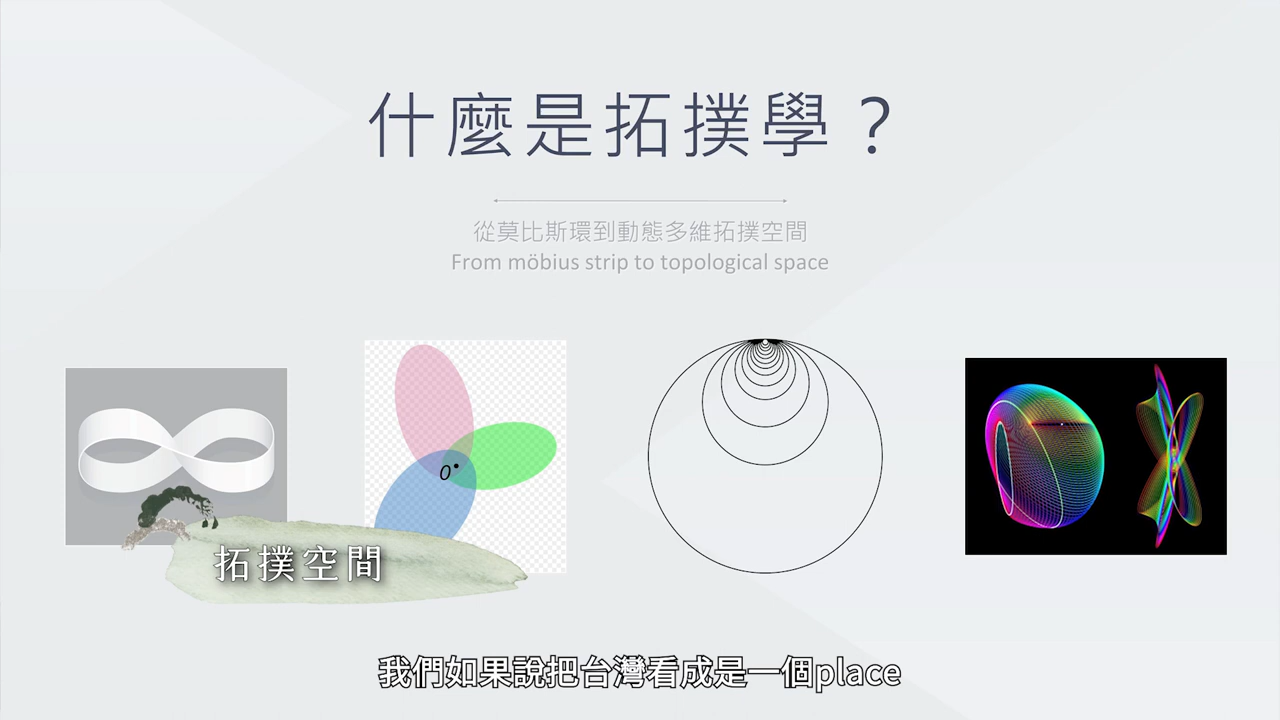 什麼是拓撲學？
從莫比斯環到動態多維拓撲空間
From möbius strip to topological space
0
拓撲空間
我們如果說把台灣看成是一個place